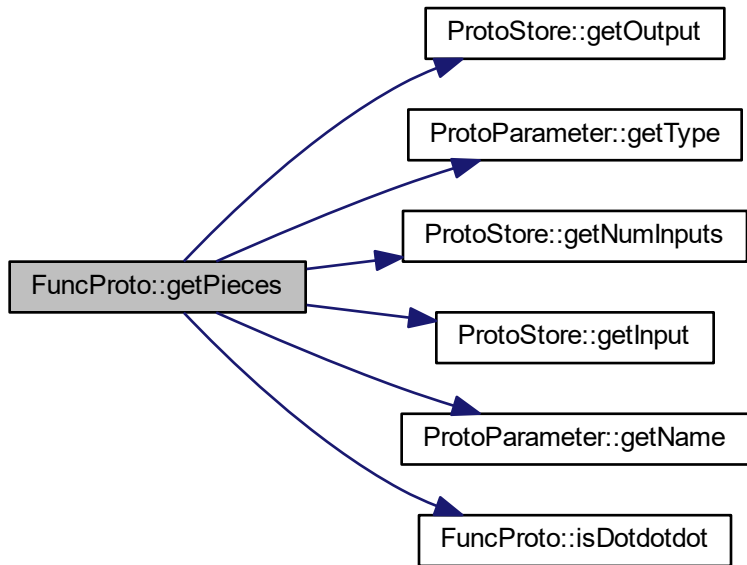 ProtoStore::getOutput
ProtoParameter::getType
ProtoStore::getNumInputs
FuncProto::getPieces
ProtoStore::getInput
ProtoParameter::getName
FuncProto::isDotdotdot